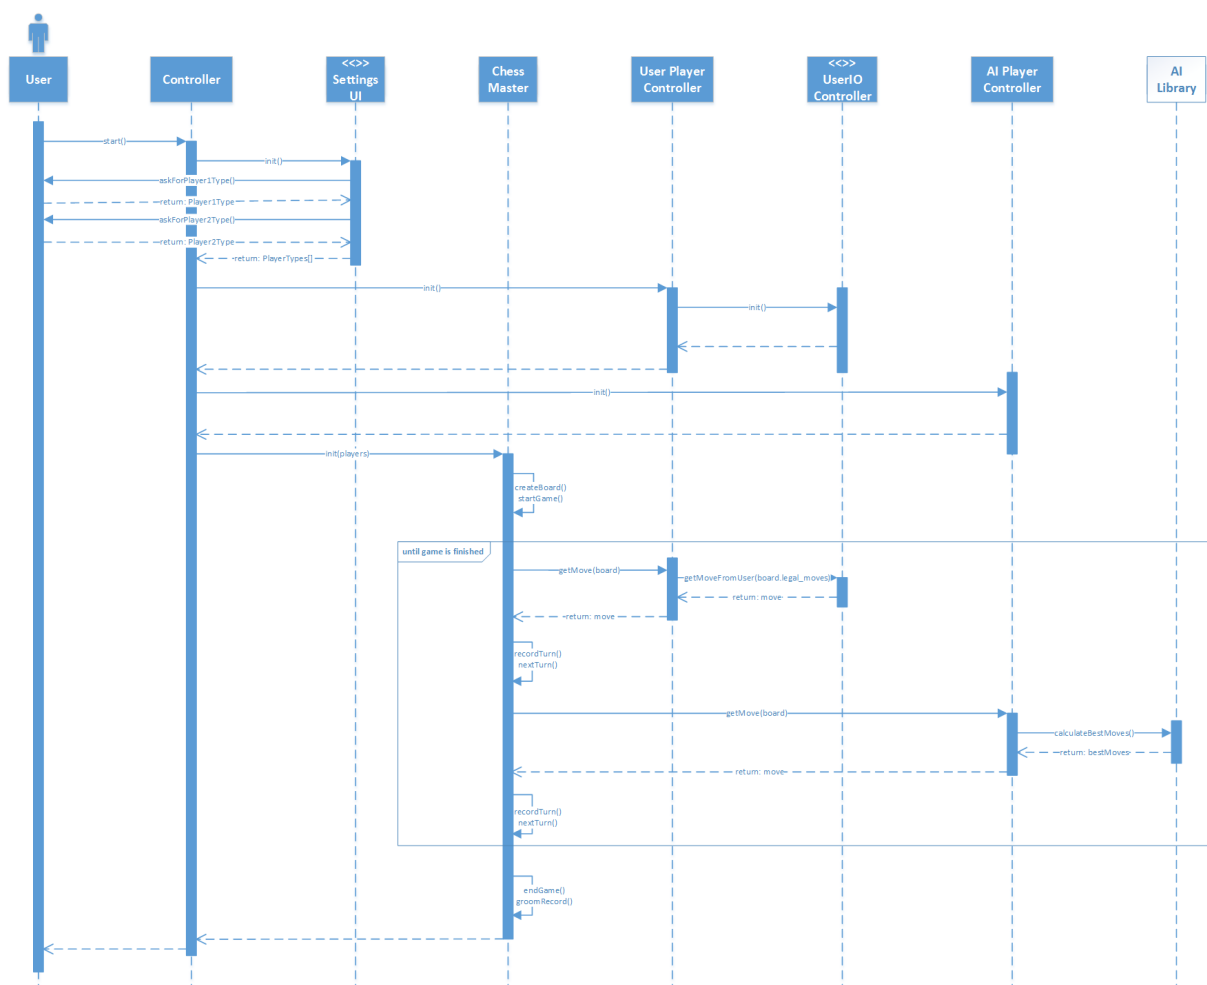 User
Controller
<<>>
Settings
UI
Chess
Master
User Player
Controller
<<>>
UserIO
Controller
AI Player
Controller
AI
Library
start()
init()
askForPlayer1Type()
return: Player1Type
askForPlayer2Type()
return: Player2Type
return: PlayerTypes[]
init()
init()
init()
init(players)
createBoard()
startGame()
until game is finished
getMove(board)
getMoveFromUser(board.legal_moves)
return: move
return: move
recordTurn()
nextTurn()
getMove(board)
calculateBestMoves()
return: bestMoves
return: move
recordTurn()
nextTurn()
endGame()
groomRecord()